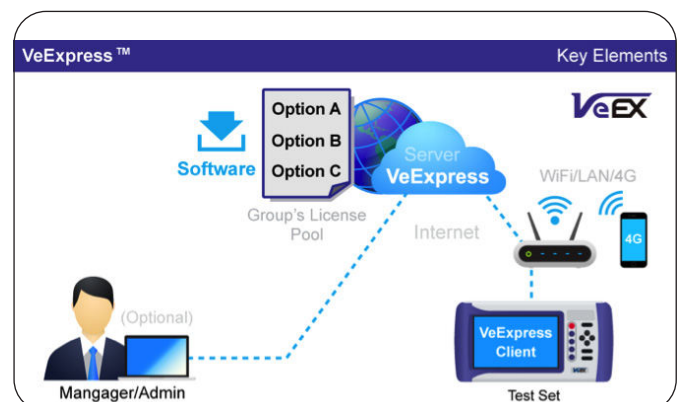 VeExpress™
Key Elements
VeEX
Option A
Option B
Option C
Software
Server
VeExpress
WiFi/LAN/4G
Group's License
Pool
Internet
4G
(Optional)
VeExpress
Client
VeEX
Mangager/Admin
Test Set